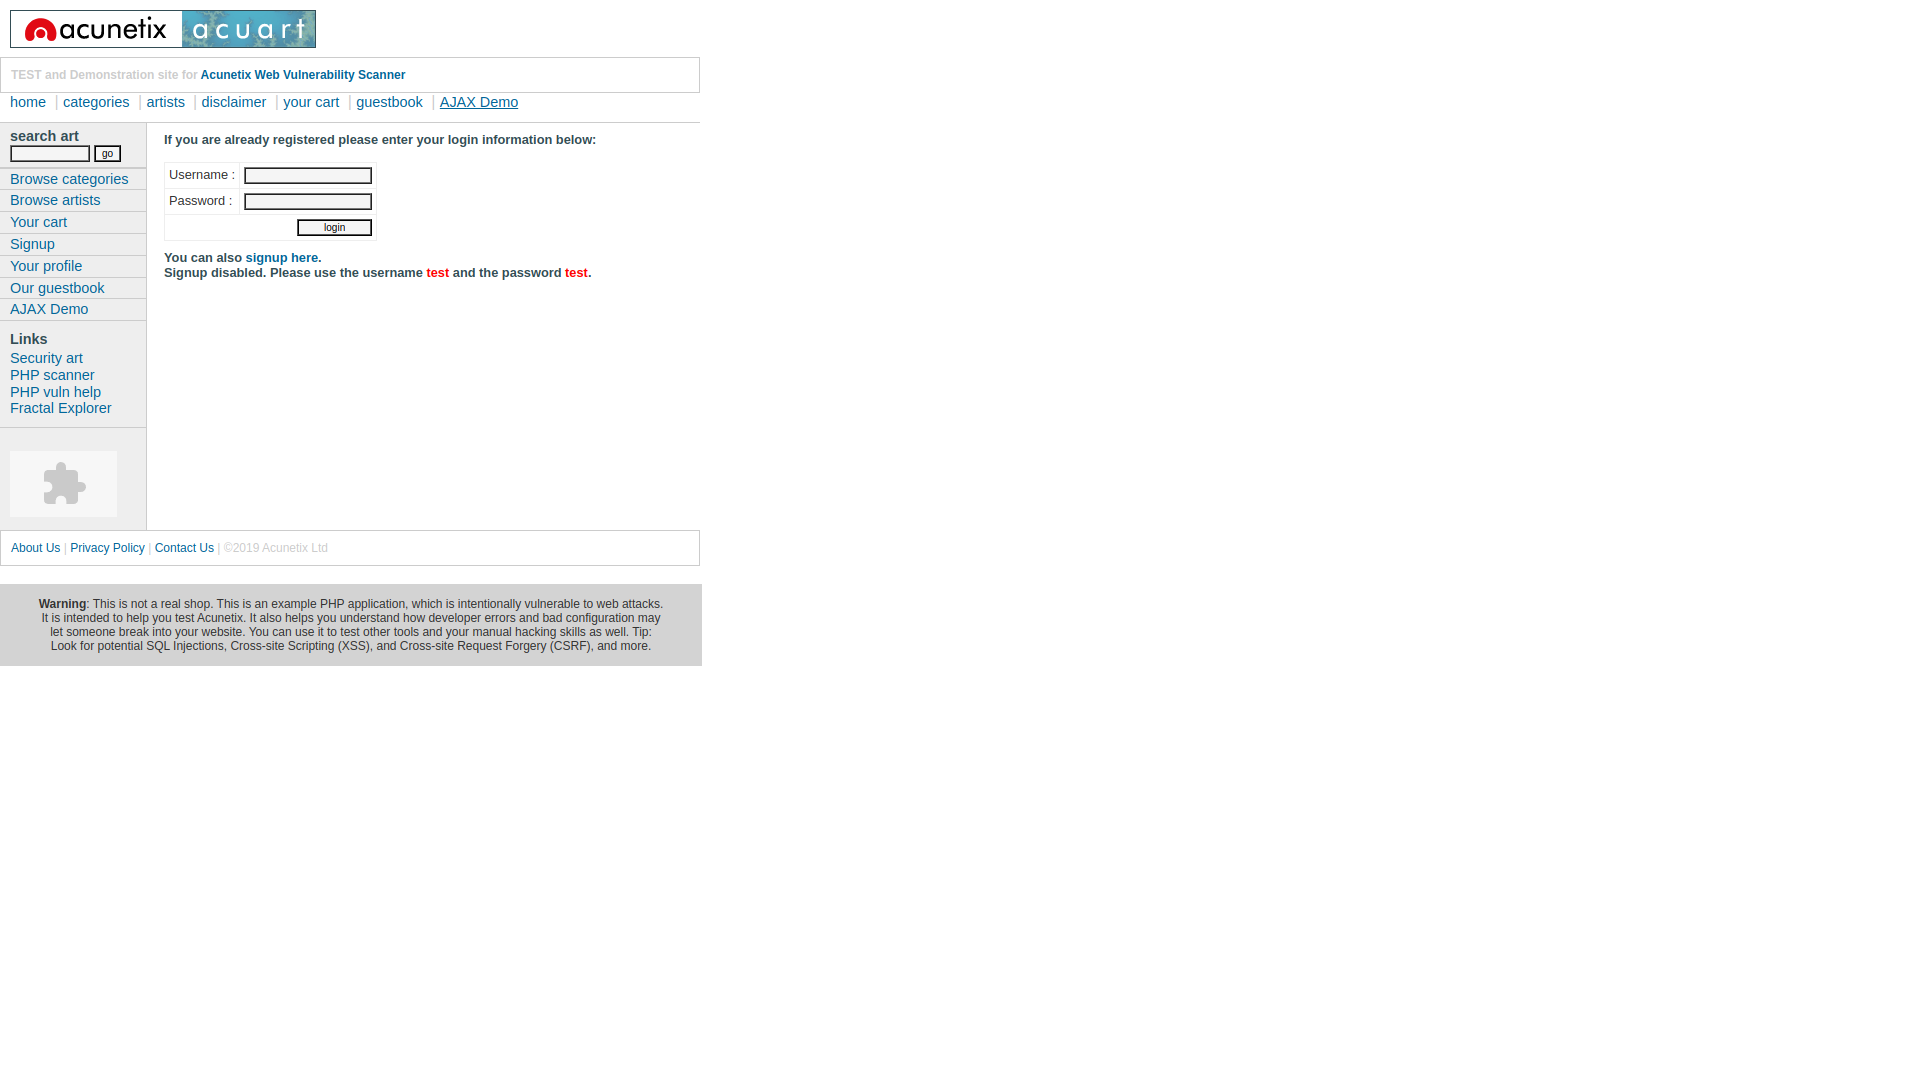 acunetix acuart
TEST and Demonstration site for Acunetix Web Vulnerability Scanner
home | categories | artists | disclaimer | your cart | guestbook | AJAX Demo
search art
go
Browse categories
Browse artists
Your cart
Signup
Your profile
Our guestbook
AJAX Demo
Links
Security art
PHP scanner
PHP vuln help
Fractal Explorer
If you are already registered please enter your login information below:
Username :
Password :
login
You can also signup here.
Signup disabled. Please use the username test and the password test.
About Us | Privacy Policy | Contact Us | ©2019 Acunetix Ltd
Warning: This is not a real shop. This is an example PHP application, which is intentionally vulnerable to web attacks.
It is intended to help you test Acunetix. It also helps you understand how developer errors and bad configuration may
let someone break into your website. You can use it to test other tools and your manual hacking skills as well. Tip:
Look for potential SQL Injections, Cross-site Scripting (XSS), and Cross-site Request Forgery (CSRF), and more.